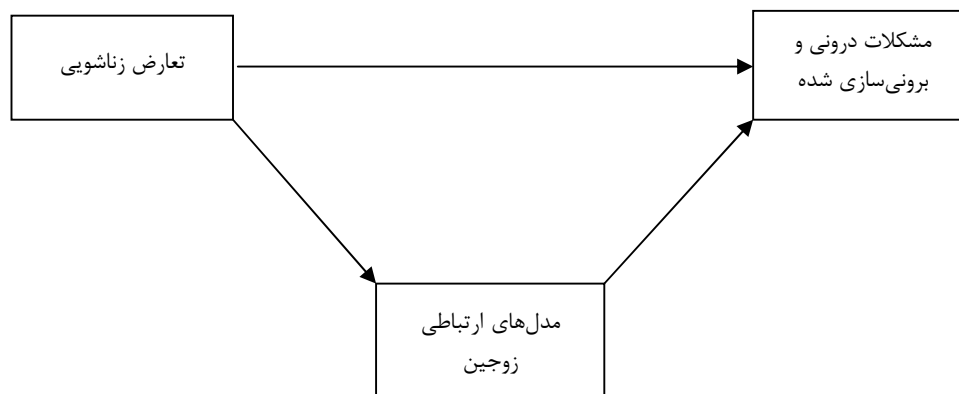 تعارض زناشویی
مشکلات درونی و
برونی‌سازی شده
مدل‌های ارتباطی
زوجین